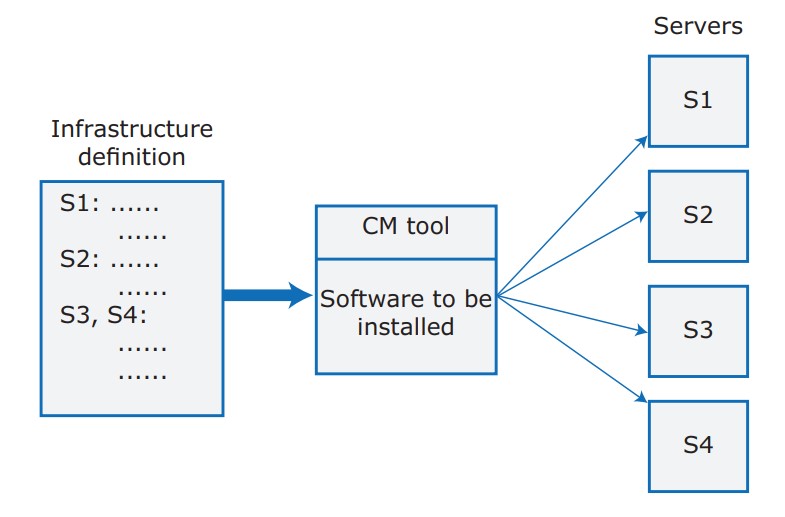 Servers
Infrastructure
definition
S1: ......
......
S2: ......
......
S3, S4:
......
......
CM tool
Software to be
installed
S1
S2
S3
S4